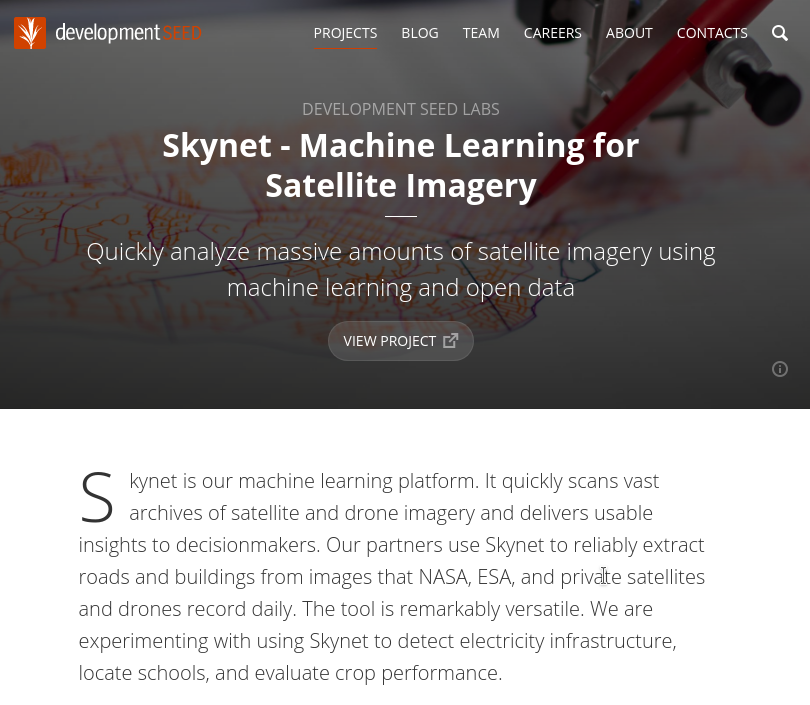 development SEED
PROJECTS BLOG TEAM CAREERS ABOUT CONTACTS
DEVELOPMENT SEED LABS
Skynet - Machine Learning for
Satellite Imagery
Quickly analyze massive amounts of satellite imagery using
machine learning and open data
VIEW PROJECT
Skynet is our machine learning platform. It quickly scans vast
archives of satellite and drone imagery and delivers usable
insights to decisionmakers. Our partners use Skynet to reliably extract
roads and buildings from images that NASA, ESA, and private satellites
and drones record daily. The tool is remarkably versatile. We are
experimenting with using Skynet to detect electricity infrastructure,
locate schools, and evaluate crop performance.